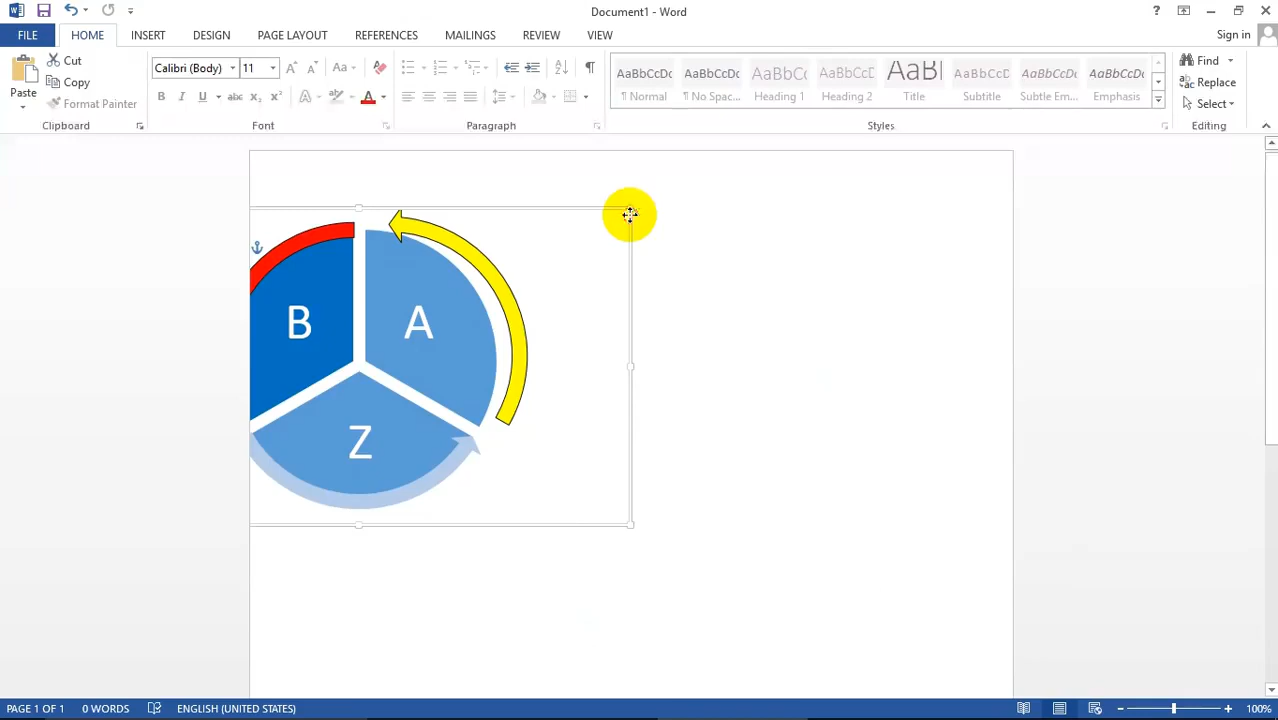 Document1 - Word
?
FILE HOME INSERT DESIGN PAGE LAYOUT REFERENCES MAILINGS REVIEW VIEW Sign in
Paste
Cut
Copy
Format Painter
Clipboard
Calibri (Body) 11
Font
Paragraph
AaBbCcDc AaBbCcDc AaBbCc AaBbCcD AaBl AaBbCcD AaBbCcDc AaBbCcDc
¶ Normal ¶ No Spac... Heading 1 Heading 2 Title Subtitle Subtle Em... Emphasis
Styles
Find
Replace
Select
Editing
B A
Z
PAGE 1 OF 1 0 WORDS ENGLISH (UNITED STATES) 100%